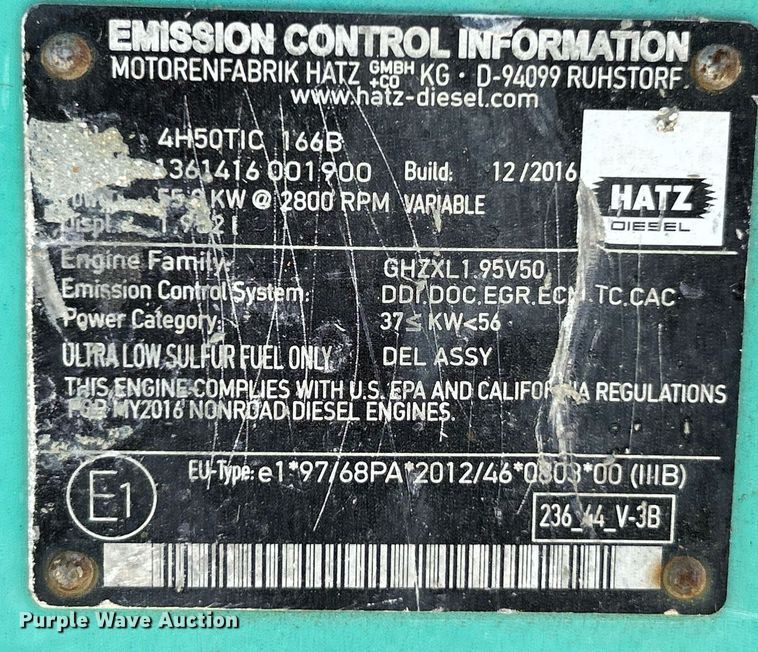 EMISSION CONTROL INFORMATION
MOTORENFABRIK HATZ GMBH +CO KG · D-94099 RUHSTORF
www.hatz-diesel.com
4H50TIC 166B
1361416 001900 Build: 12/2016
KW @ 2800 RPM VARIABLE
HATZ
DIESEL
Engine Family: GHZXL1.95V50
Emission Control System: DDI,DOC,EGR,ECM,TC,CAC
Power Category: 37≤ KW<56
ULTRA LOW SULFUR FUEL ONLY DEL ASSY
THIS ENGINE COMPLIES WITH U.S. EPA AND CALIFORNIA REGULATIONS
FOR MY2016 NONROAD DIESEL ENGINES.
E1
EU-Type: e1*97/68PA*2012/46*0803*00 (IIIB)
236_44_V-3B
Purple Wave Auction